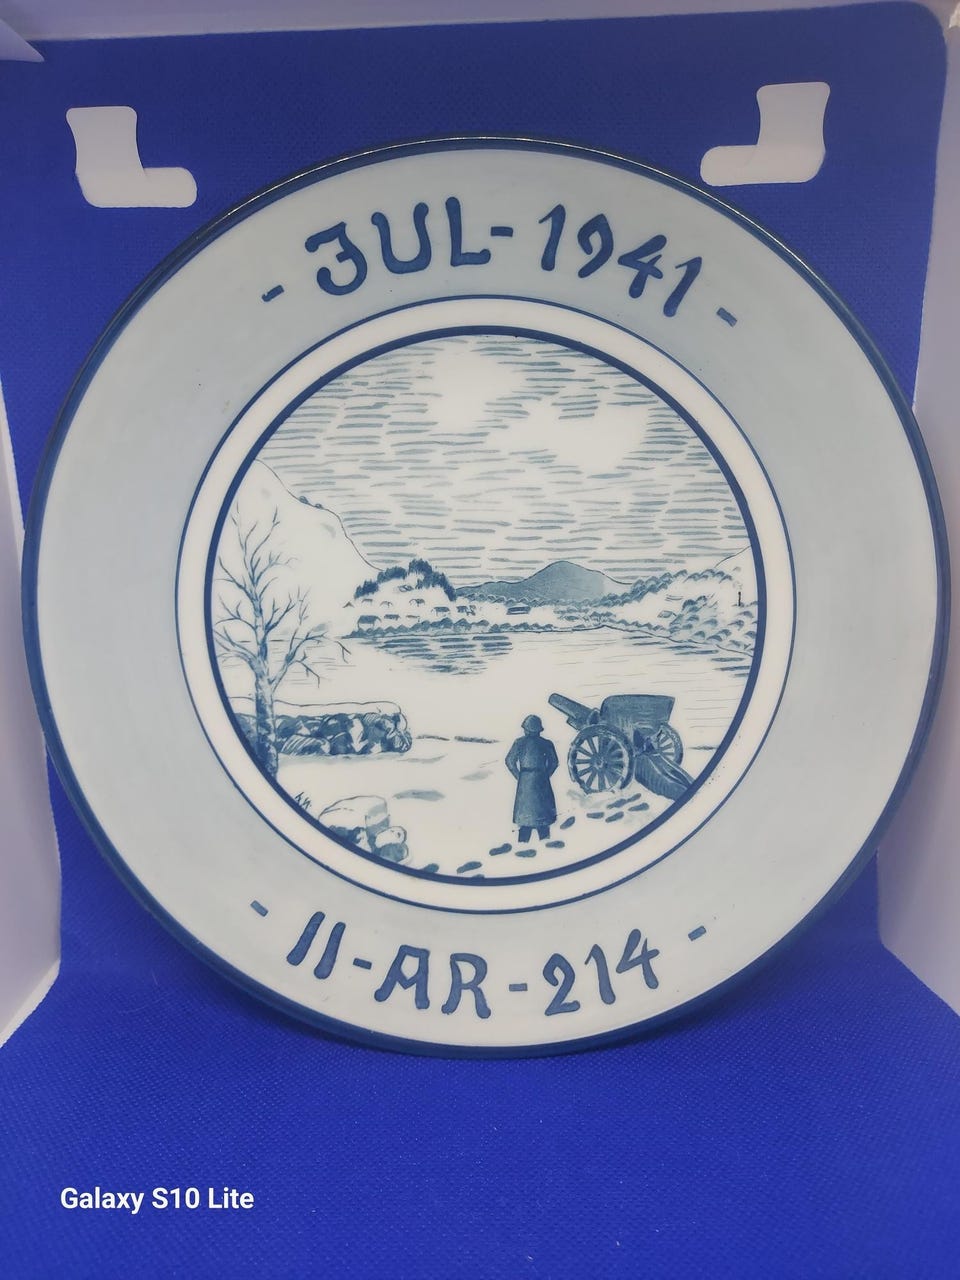 - JUL - 1941 -
- II - AR - 214 -
Galaxy S10 Lite